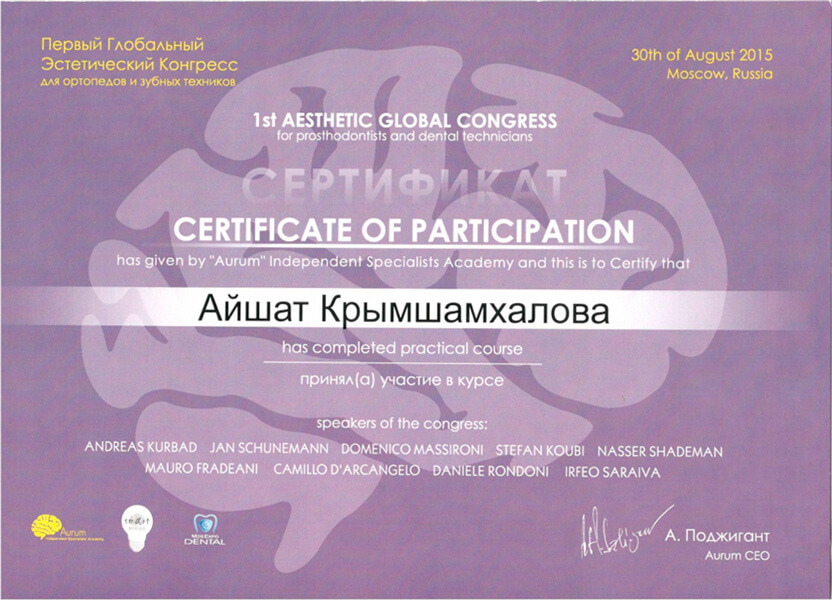 Первый Глобальный
Эстетический Конгресс
для ортопедов и зубных техников
30th of August 2015
Moscow, Russia
1st AESTHETIC GLOBAL CONGRESS
for prosthodontists and dental technicians
СЕРТИФИКАТ
CERTIFICATE OF PARTICIPATION
has given by "Aurum" Independent Specialists Academy and this is to Certify that
Айшат Крымшамхалова
has completed practical course
принял(а) участие в курсе
speakers of the congress:
ANDREAS KURBAD JAN SCHUNEMANN DOMENICO MASSIRONI STEFAN KOUBI NASSER SHADEMAN
MAURO FRADEANI CAMILLO D'ARCANGELO DANIELE RONDONI IRFEO SARAIVA
Aurum
smart
MosExpo
DENTAL
А. Поджигант
Aurum CEO